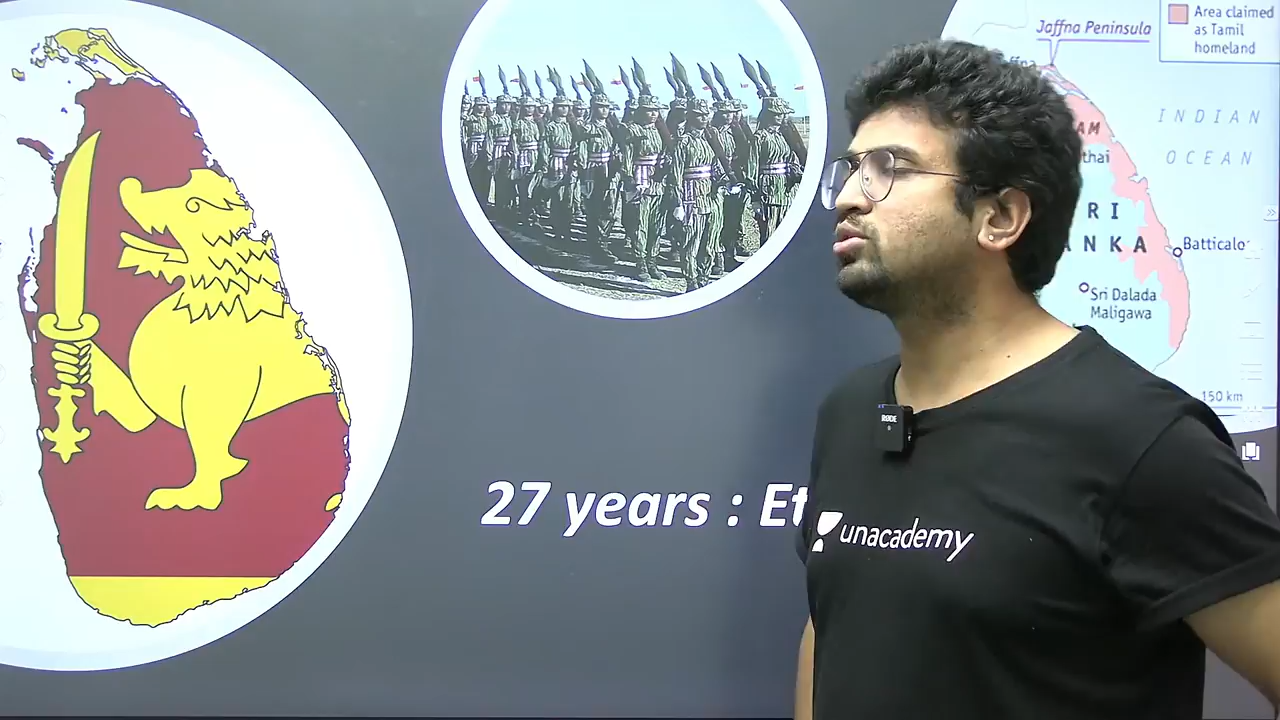 Area claimed
as Tamil
homeland
Jaffna Peninsula
INDIAN
OCEAN
Batticalo
Sri Dalada
Maligawa
150 km
27 years : Et
RODE
unacademy